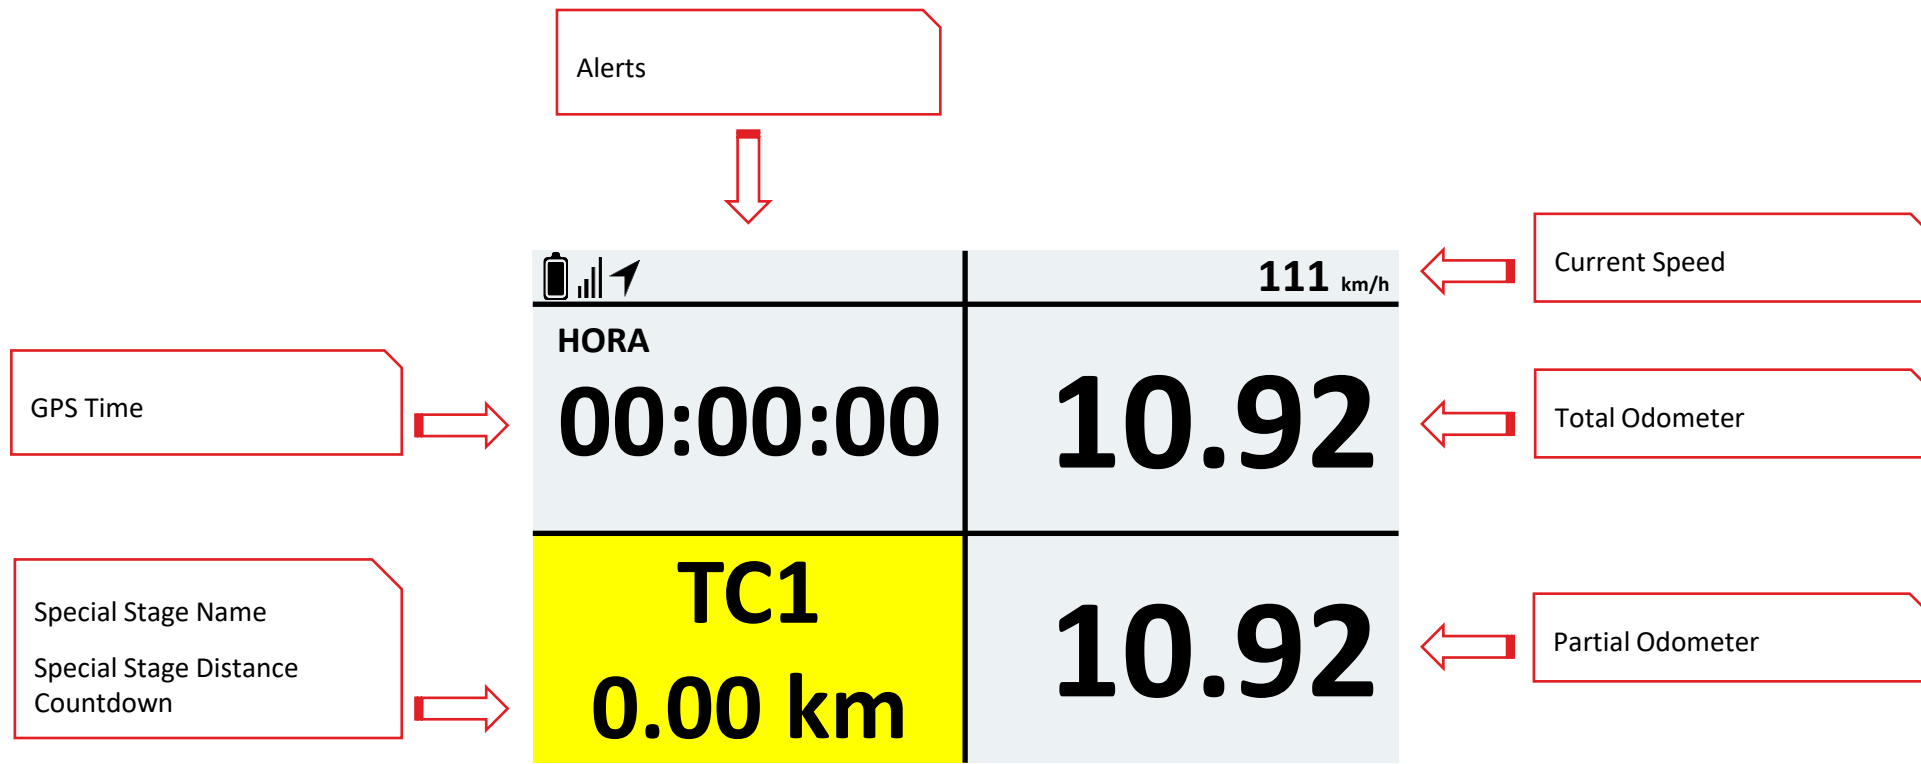 Alerts
111 km/h
Current Speed
HORA
GPS Time
00:00:00
10.92
Total Odometer
Special Stage Name
Special Stage Distance
Countdown
TC1
0.00 km
10.92
Partial Odometer